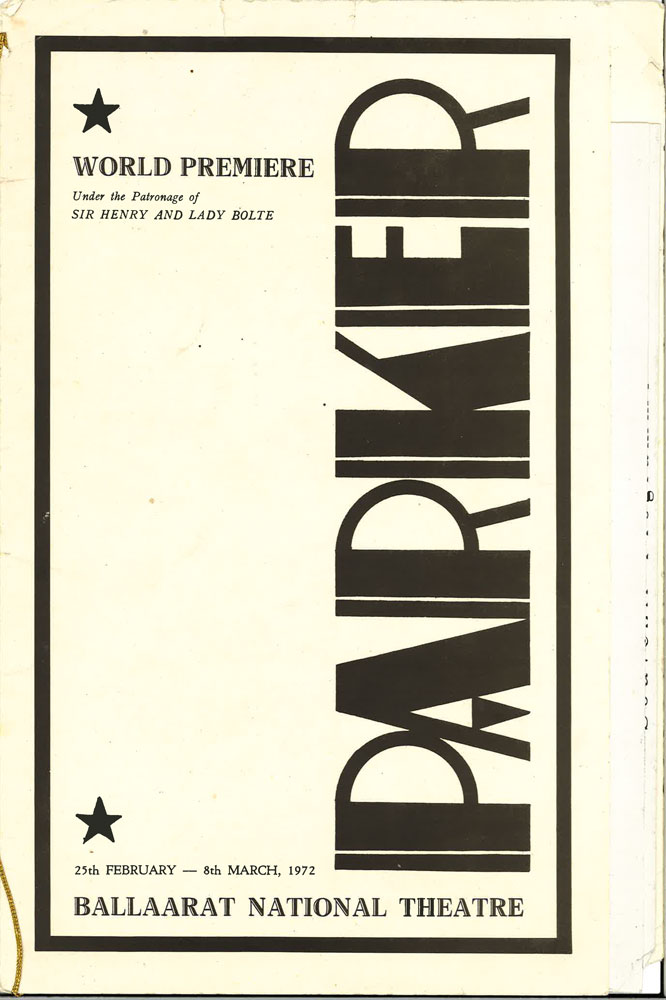 WORLD PREMIERE
Under the Patronage of
SIR HENRY AND LADY BOLTE
PARKER
25th FEBRUARY — 8th MARCH, 1972
BALLAARAT NATIONAL THEATRE